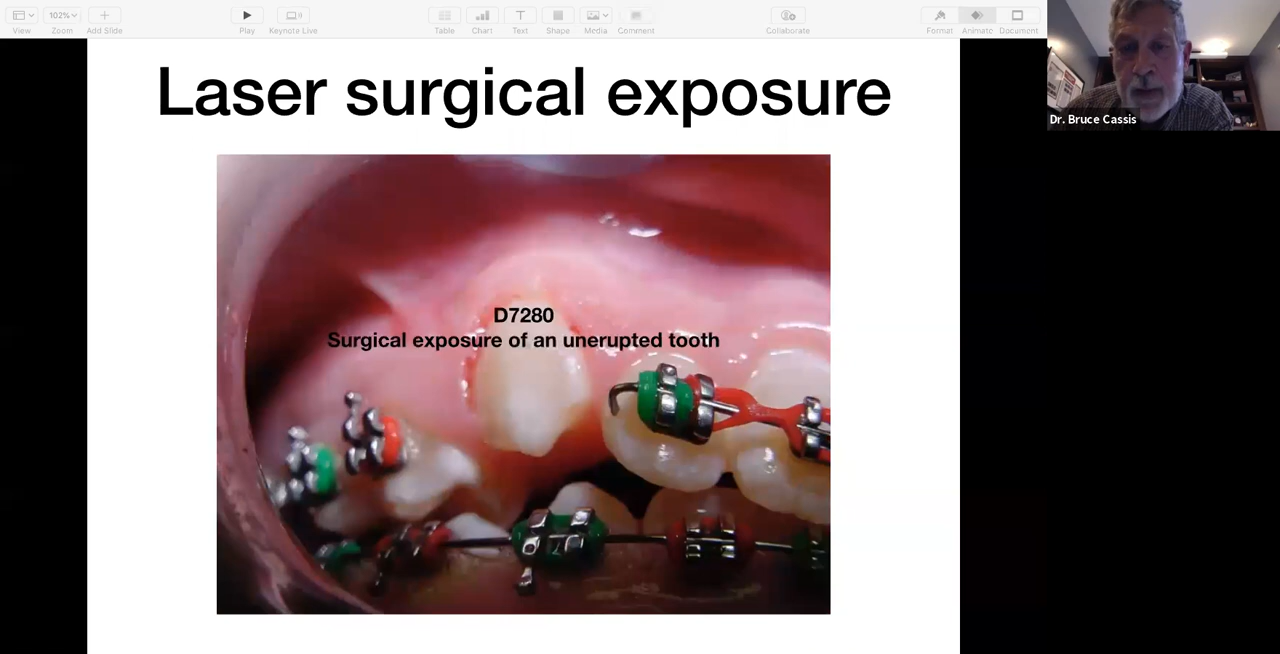 102%
View
Zoom
Add Slide
Play
Keynote Live
Table
Chart
Text
Shape
Media
Comment
Collaborate
Format
Animate
Document
Laser surgical exposure
D7280
Surgical exposure of an unerupted tooth
Dr. Bruce Cassis